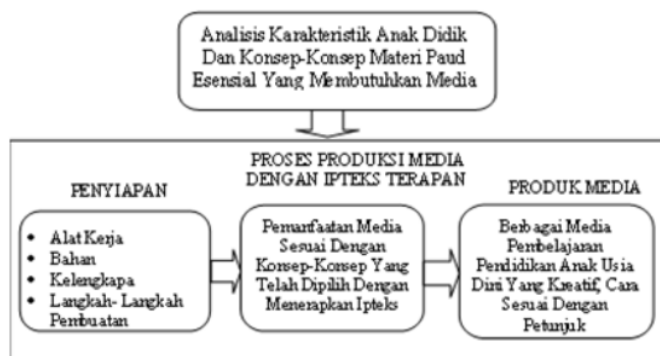 Analisis Karakteristik Anak Didik
Dan Konsep-Konsep Materi Paud
Esensial Yang Membutuhkan Media
PROSES PRODUKSI MEDIA
DENGAN IPTEKS TERAPAN
PENYIAPAN
PRODUK MEDIA
• Alat Kerja
• Bahan
• Kelengkapa
• Langkah- Langkah
Pembuatan
Pemanfaatan Media
Sesuai Dengan
Konsep-Konsep Yang
Telah Dipilih Dengan
Menerapkan Ipteks
Berbagai Media
Pembelajaran
Pendidikan Anak Usia
Dini Yang Kreatif, Cara
Sesuai Dengan
Petunjuk